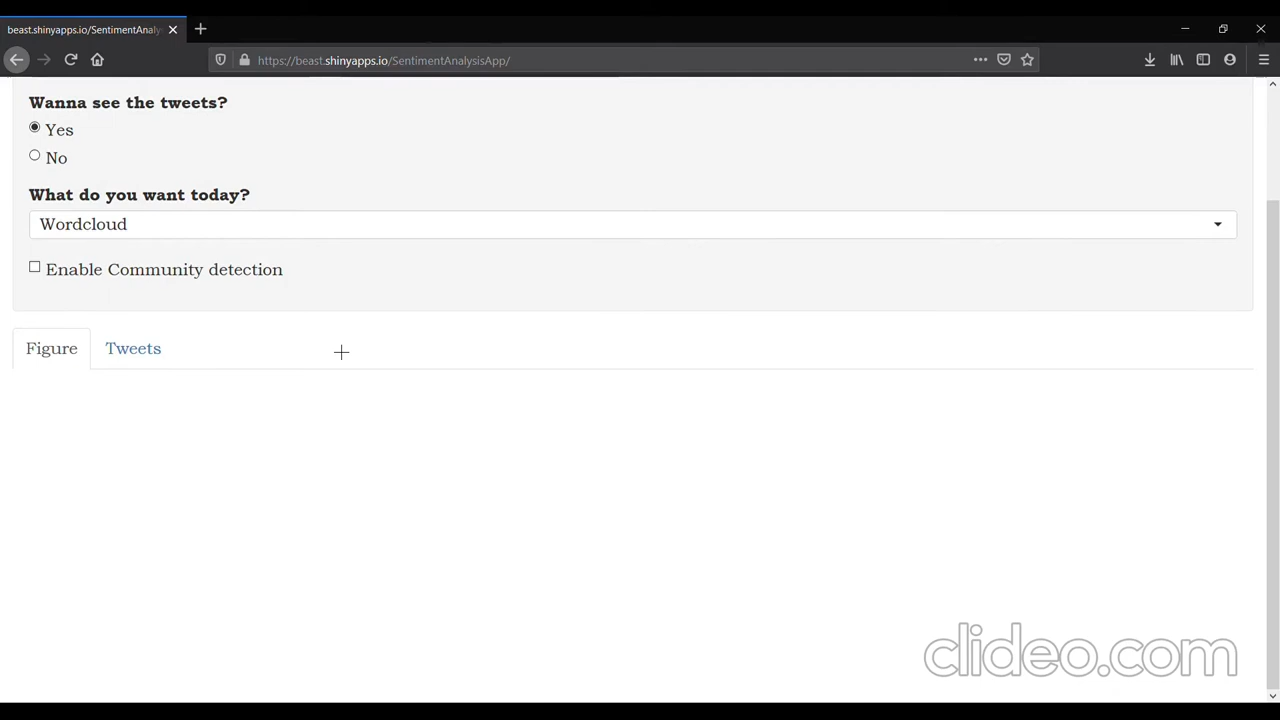 beast.shinyapps.io/SentimentAnaly
https://beast.shinyapps.io/SentimentAnalysisApp/
Wanna see the tweets?
Yes
No
What do you want today?
Wordcloud
Enable Community detection
Figure
Tweets
clideo.com